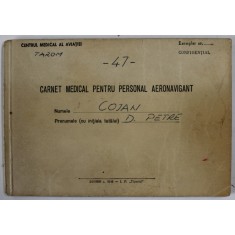 CENTRUL MEDICAL AL AVIAȚIEI
TAROM
Exemplar nr.
CONFIDENȚIAL
-47-
CARNET MEDICAL PENTRU PERSONAL AERONAVIGANT
Numele COJAN
Prenumele (cu inițiala tatălui) D. PETRE